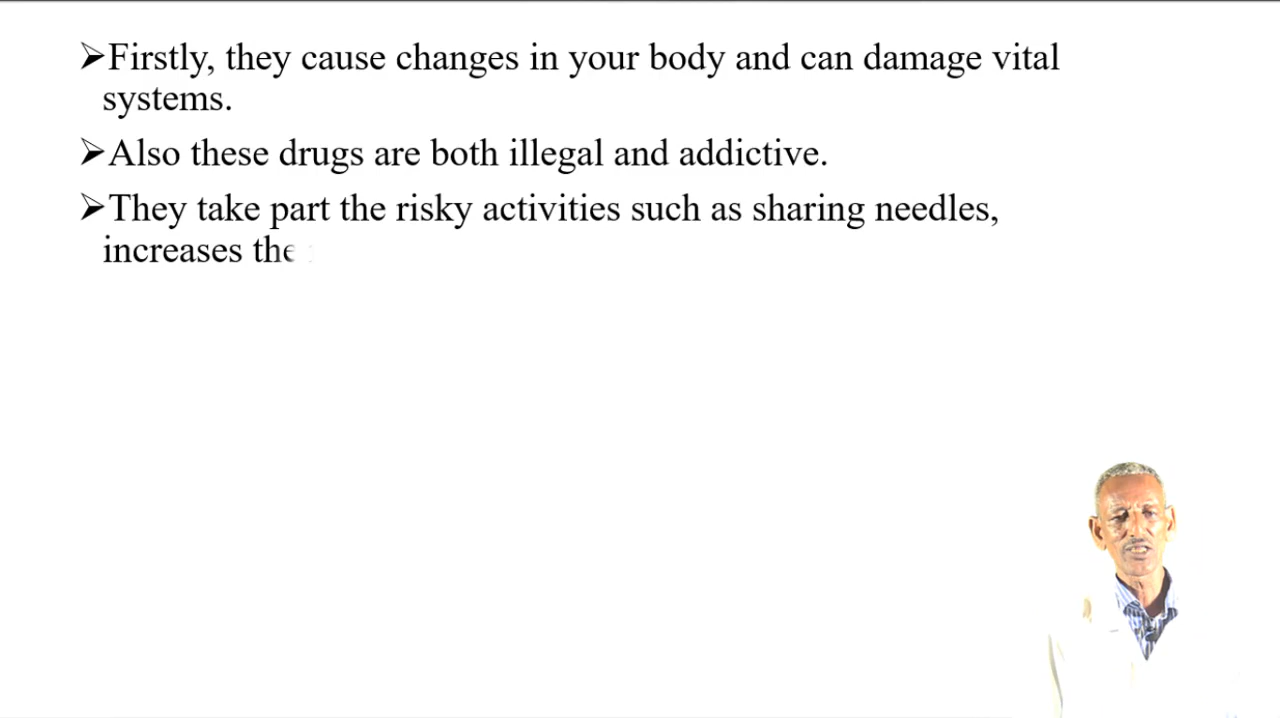 ➢Firstly, they cause changes in your body and can damage vital
systems.
➢Also these drugs are both illegal and addictive.
➢They take part the risky activities such as sharing needles,
increases the